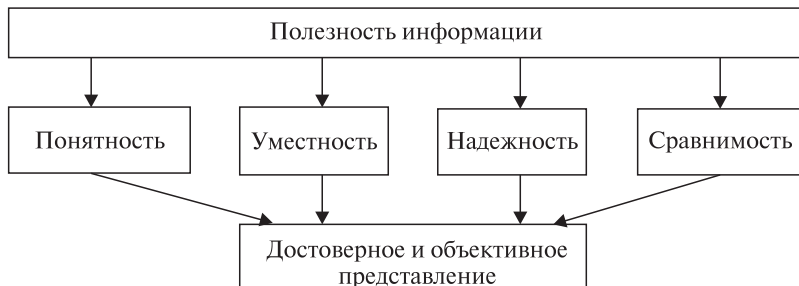 Полезность информации
Понятность
Уместность
Надежность
Сравнимость
Достоверное и объективное
представление